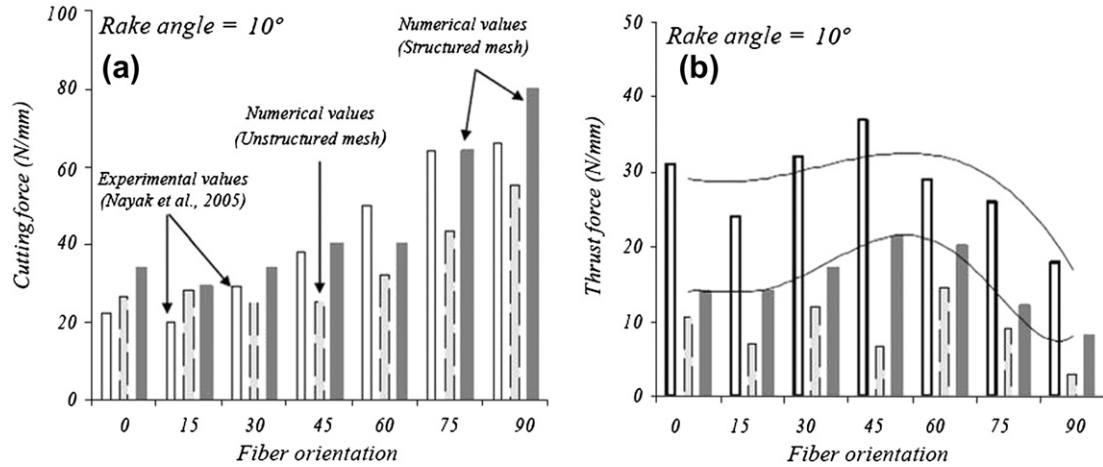 Rake angle = 10°
(a)
Numerical values
(Structured mesh)
Numerical values
(Unstructured mesh)
Experimental values
(Nayak et al., 2005)
Cutting force (N/mm)
100
80
60
40
20
0
0 15 30 45 60 75 90
Fiber orientation
Rake angle = 10°
(b)
Thrust force (N/mm)
50
40
30
20
10
0
0 15 30 45 60 75 90
Fiber orientation